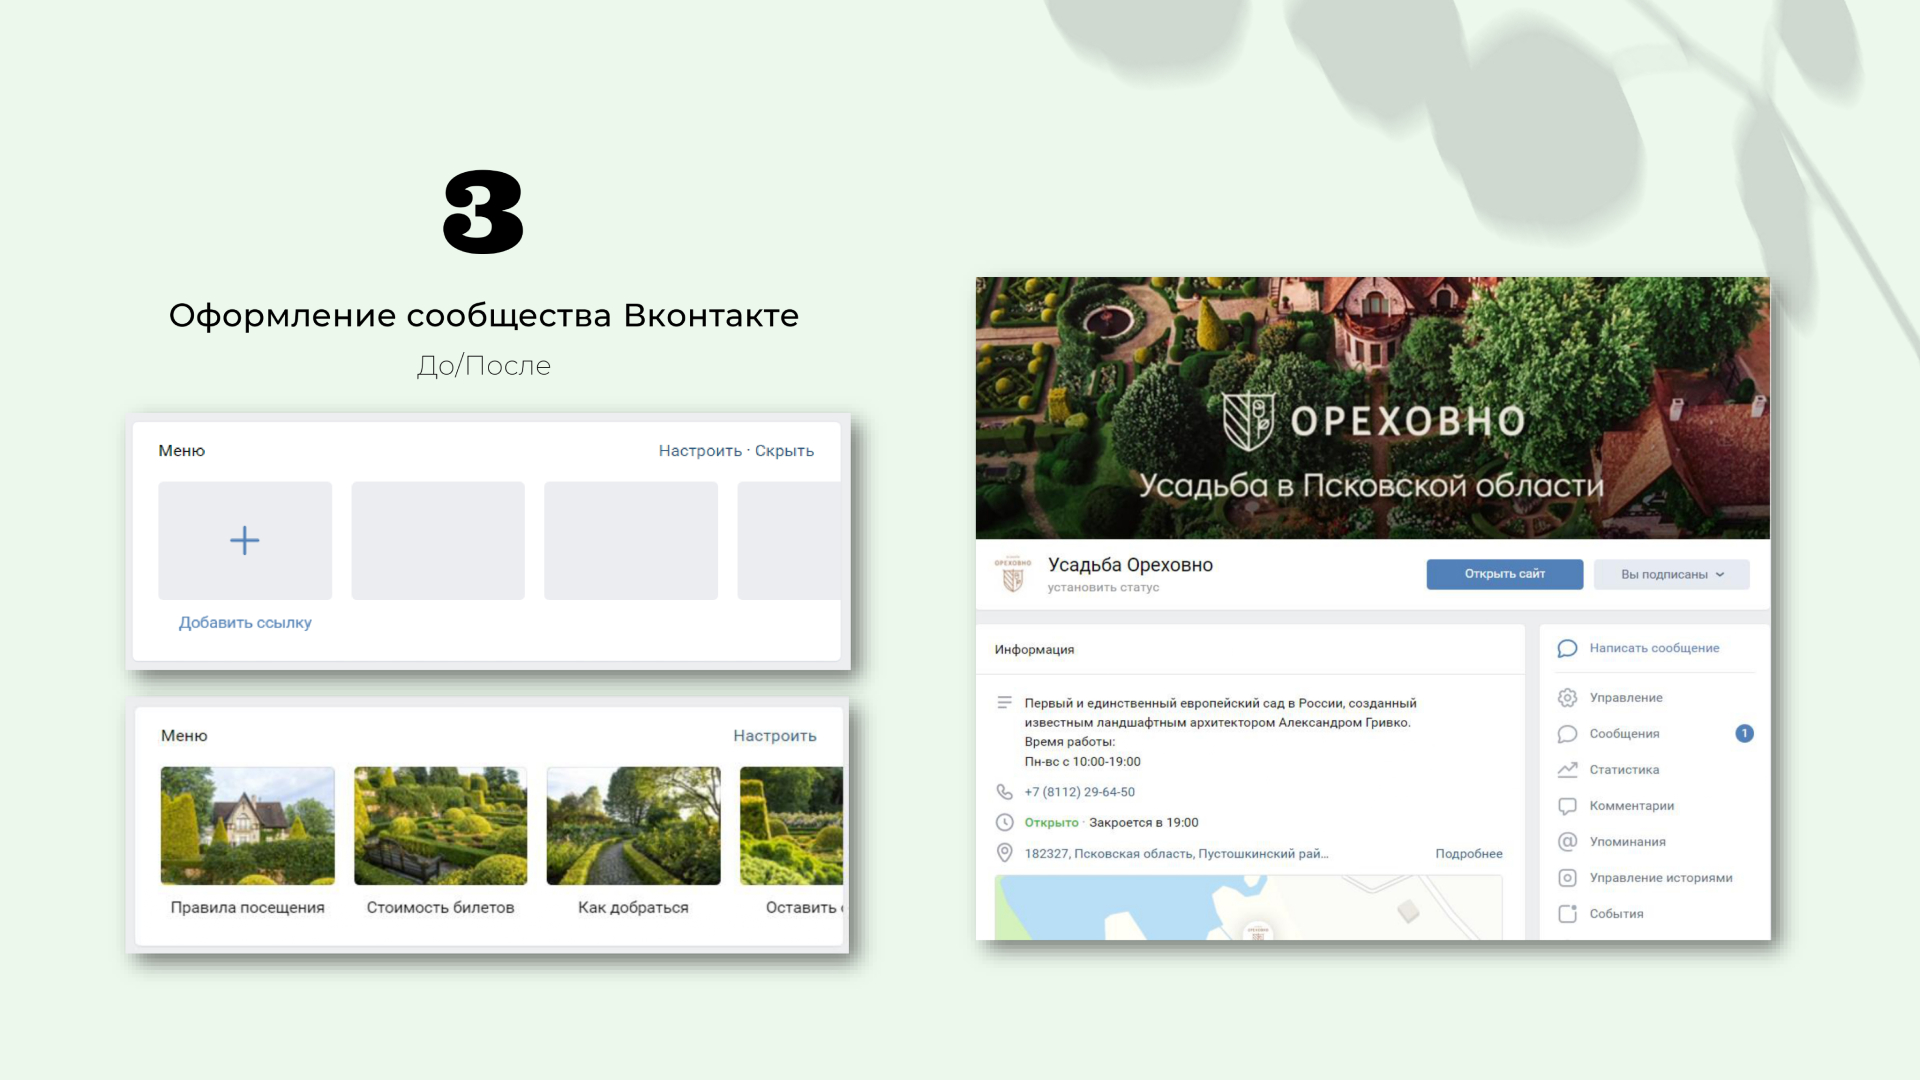 3
Оформление сообщества Вконтакте
До/После
Меню
Настроить · Скрыть
Добавить ссылку
Меню
Настроить
Правила посещения
Стоимость билетов
Как добраться
Оставить
ОРЕХОВНО
Усадьба в Псковской области
ОРЕХОВНО
Усадьба Ореховно
установить статус
Открыть сайт
Вы подписаны
Информация
Первый и единственный европейский сад в России, созданный
известным ландшафтным архитектором Александром Гривко.
Время работы:
Пн-вс с 10:00-19:00
+7 (8112) 29-64-50
Открыто · Закроется в 19:00
182327, Псковская область, Пустошкинский рай...
Подробнее
Написать сообщение
Управление
Сообщения
1
Статистика
Комментарии
Упоминания
Управление историями
События